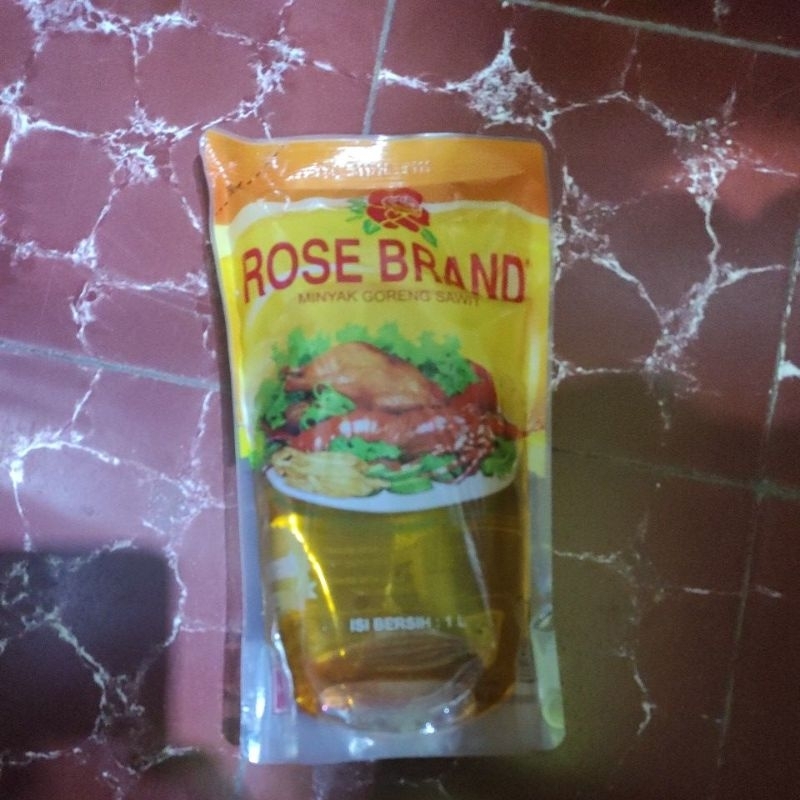 ROSE BRAND
MINYAK GORENG SAWIT
ISI BERSIH : 1 L